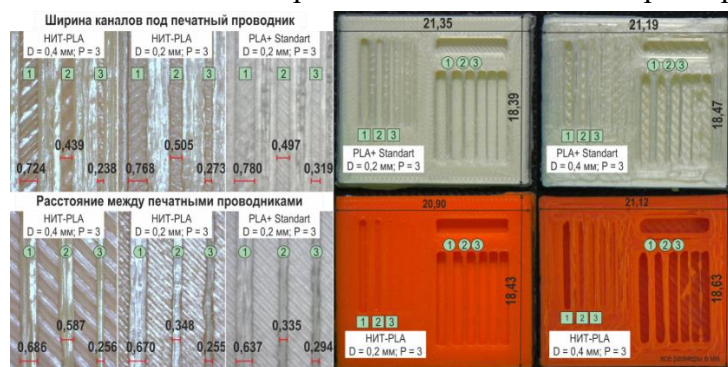 Ширина каналов под печатный проводник
НИТ-PLA
D = 0,4 мм; P = 3
НИТ-PLA
D = 0,2 мм; P = 3
PLA+ Standart
D = 0,2 мм; P = 3
1 2 3 1 2 3 1 2 3
0,439 0,505 0,497
0,724 0,238 0,768 0,273 0,780 0,319
Расстояние между печатными проводниками
НИТ-PLA
D = 0,4 мм; P = 3
НИТ-PLA
D = 0,2 мм; P = 3
PLA+ Standart
D = 0,2 мм; P = 3
1 2 3 1 2 3 1 2 3
0,587 0,348 0,335
0,686 0,256 0,670 0,255 0,637 0,294
21,35
1 2 3
18,39
1 2 3
PLA+ Standart
D = 0,2 мм; P = 3
21,19
1 2 3
18,47
1 2 3
PLA+ Standart
D = 0,4 мм; P = 3
20,90
1 2 3
18,43
1 2 3
НИТ-PLA
D = 0,2 мм; P = 3
21,12
1 2 3
18,63
1 2 3
НИТ-PLA
D = 0,4 мм; P = 3
все размеры в мм